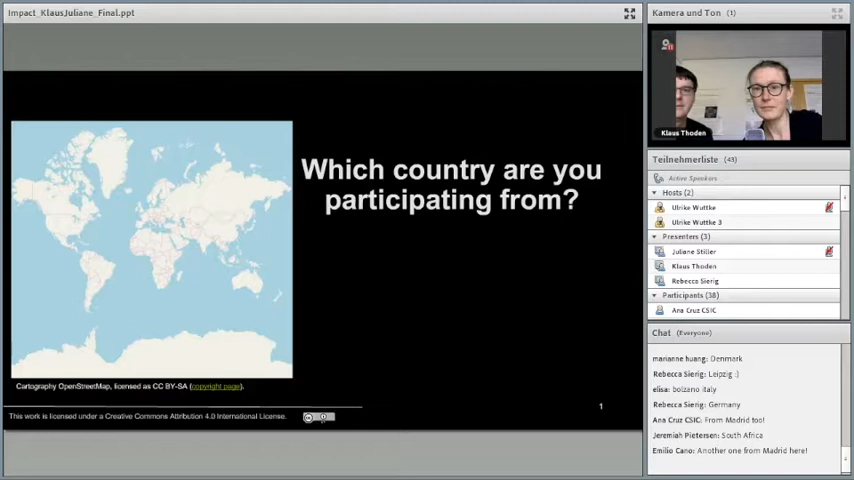 Impact_KlausJuliane_Final.ppt
Which country are you
participating from?
Cartography OpenStreetMap, licensed as CC BY-SA (copyright page).
This work is licensed under a Creative Commons Attribution 4.0 International License.
1
Kamera und Ton (1)
Klaus Thoden
Teilnehmerliste (43)
Active Speakers
Hosts (2)
Ulrike Wuttke
Ulrike Wuttke 3
Presenters (3)
Juliane Stiller
Klaus Thoden
Rebecca Sierig
Participants (38)
Ana Cruz CSIC
Chat (Everyone)
marianne huang: Denmark
Rebecca Sierig: Leipzig :)
elisa: bolzano italy
Rebecca Sierig: Germany
Ana Cruz CSIC: From Madrid too!
Jeremiah Pietersen: South Africa
Emilio Cano: Another one from Madrid here!